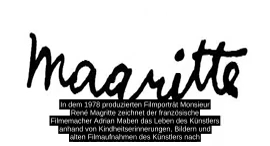 Magritte
In dem 1978 produzierten Filmporträt Monsieur
René Magritte zeichnet der französische
Filmemacher Adrian Maben das Leben des Künstlers
anhand von Kindheitserinnerungen, Bildern und
alten Filmaufnahmen des Künstlers nach